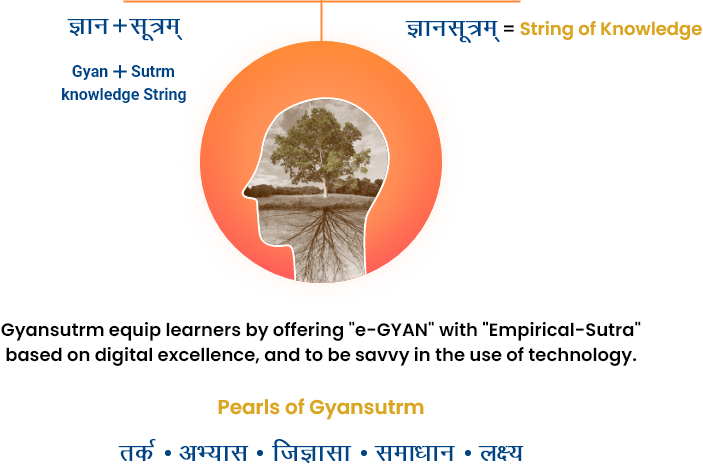 ज्ञान+सूत्रम्
ज्ञानसूत्रम् = String of Knowledge
Gyan + Sutrm
knowledge String
Gyansutrm equip learners by offering "e-GYAN" with "Empirical-Sutra"
based on digital excellence, and to be savvy in the use of technology.
Pearls of Gyansutrm
तर्क • अभ्यास • जिज्ञासा • समाधान • लक्ष्य